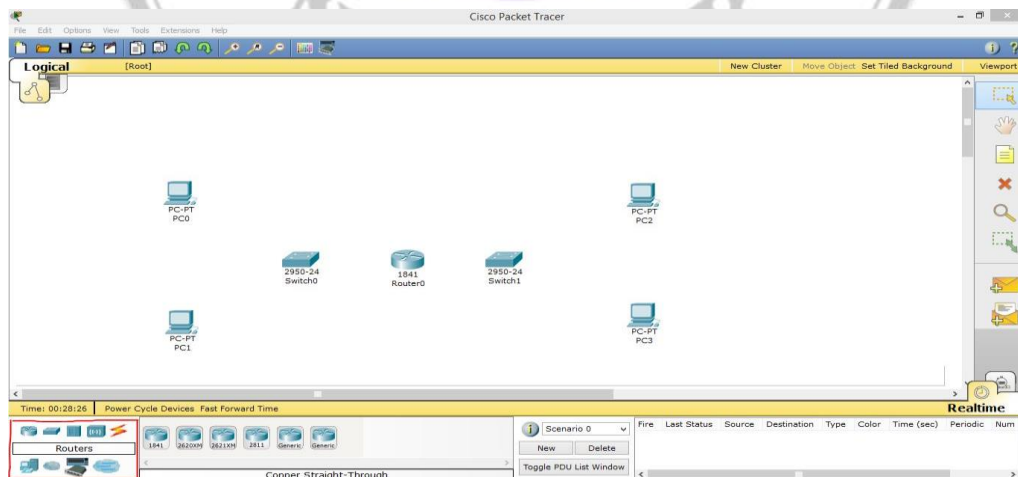 Cisco Packet Tracer
File Edit Options View Tools Extensions Help
Logical
[Root]
New Cluster
Move Object
Set Tiled Background
Viewport
PC-PT
PC0
PC-PT
PC2
2950-24
Switch0
1841
Router0
2950-24
Switch1
PC-PT
PC1
PC-PT
PC3
Time: 00:28:26
Power Cycle Devices Fast Forward Time
Realtime
Routers
1841
2620XM
2621XM
2811
Generic
Generic
Copper Straight-Through
Scenario 0
New
Delete
Toggle PDU List Window
Fire Last Status Source Destination Type Color Time (sec) Periodic Num